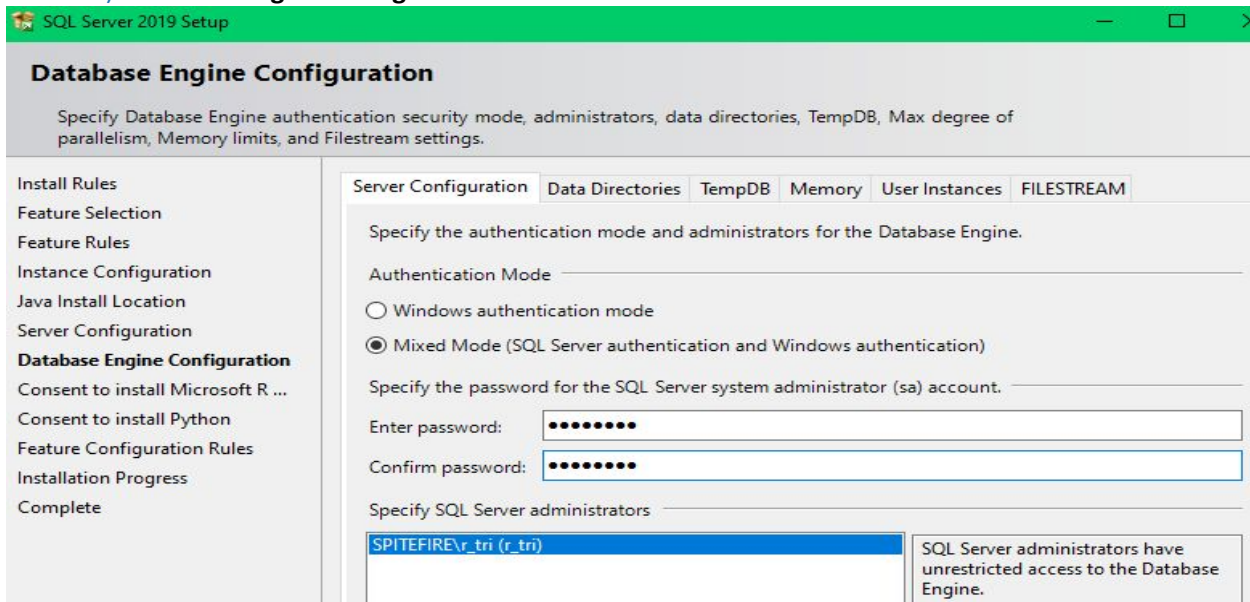 SQL Server 2019 Setup
Database Engine Configuration
Specify Database Engine authentication security mode, administrators, data directories, TempDB, Max degree of
parallelism, Memory limits, and Filestream settings.
Install Rules
Feature Selection
Feature Rules
Instance Configuration
Java Install Location
Server Configuration
Database Engine Configuration
Consent to install Microsoft R ...
Consent to install Python
Feature Configuration Rules
Installation Progress
Complete
Server Configuration Data Directories TempDB Memory User Instances FILESTREAM
Specify the authentication mode and administrators for the Database Engine.
Authentication Mode
Windows authentication mode
Mixed Mode (SQL Server authentication and Windows authentication)
Specify the password for the SQL Server system administrator (sa) account.
Enter password: ●●●●●●●●
Confirm password: ●●●●●●●●
Specify SQL Server administrators
SPITEFIRE\r_tri (r_tri)
SQL Server administrators have
unrestricted access to the Database
Engine.